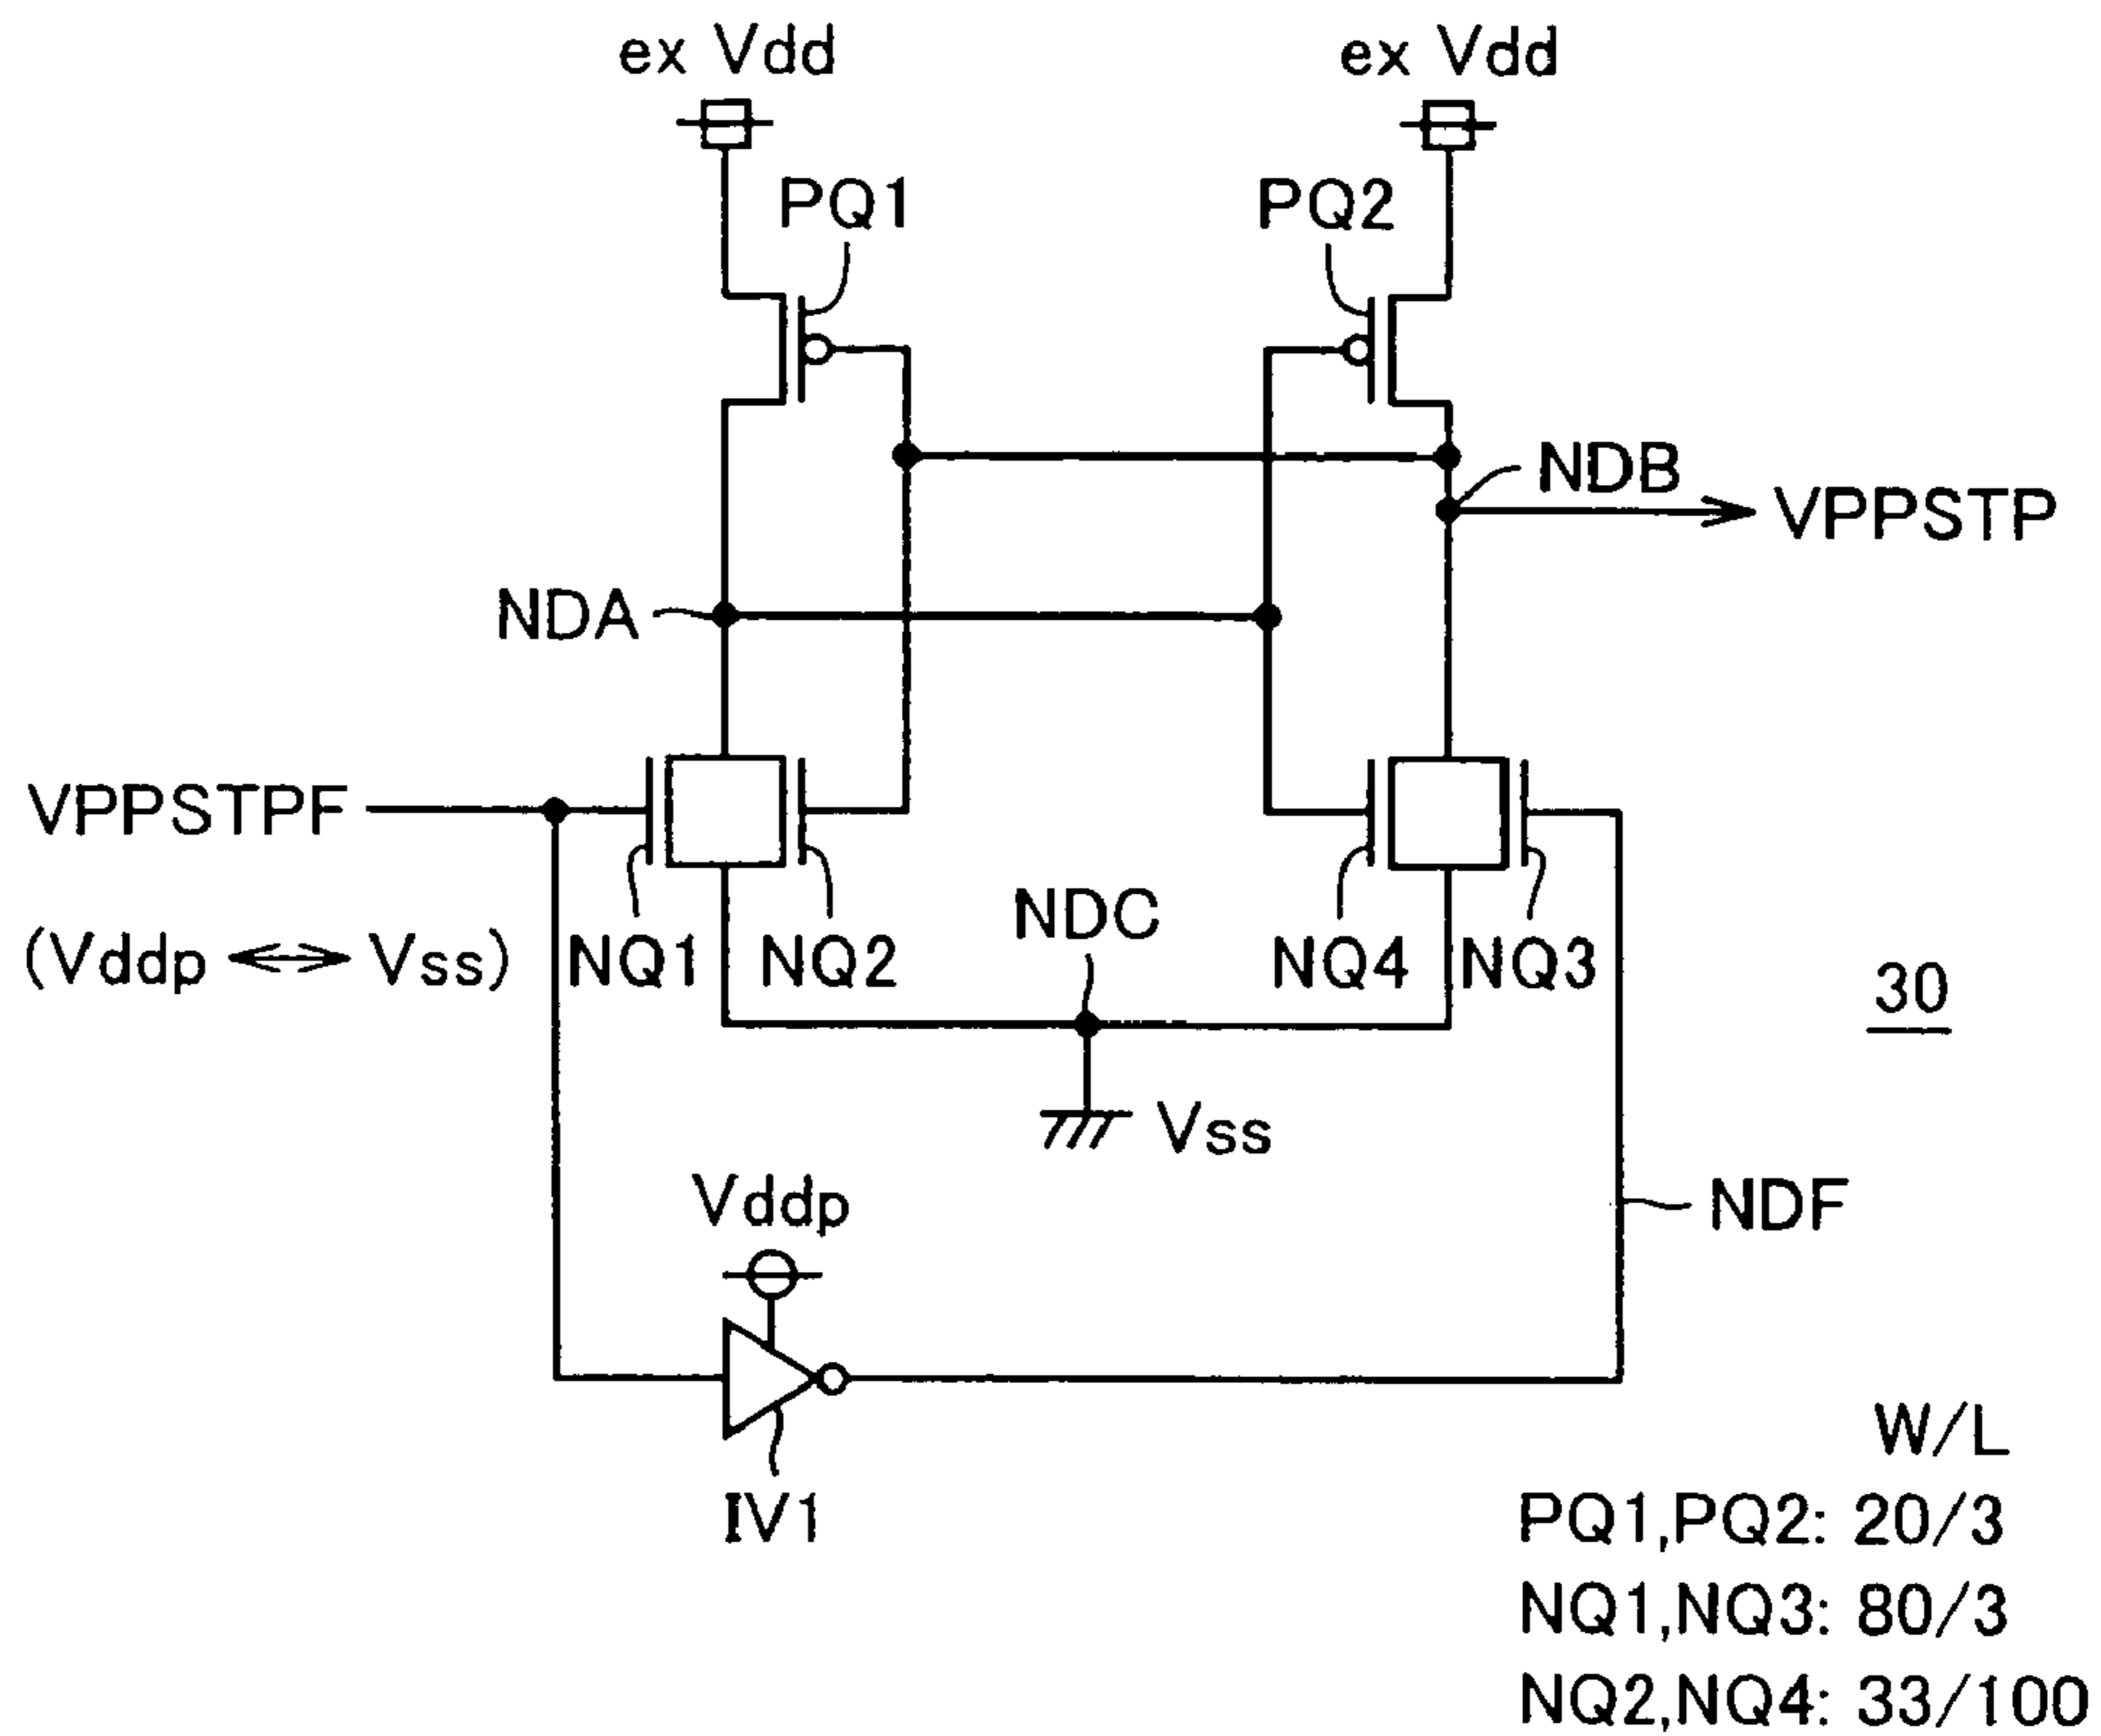 ex Vdd
ex Vdd
PQ1
PQ2
NDB
VPPSTP
NDA
VPPSTPF
(Vddp ⟷ Vss)
NQ1
NQ2
NDC
NQ4
NQ3
30
Vss
Vddp
NDF
IV1
W/L
PQ1,PQ2: 20/3
NQ1,NQ3: 80/3
NQ2,NQ4: 33/100